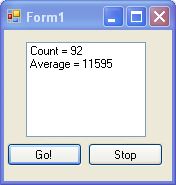 Form1
Count = 92
Average = 11595
Go!
Stop